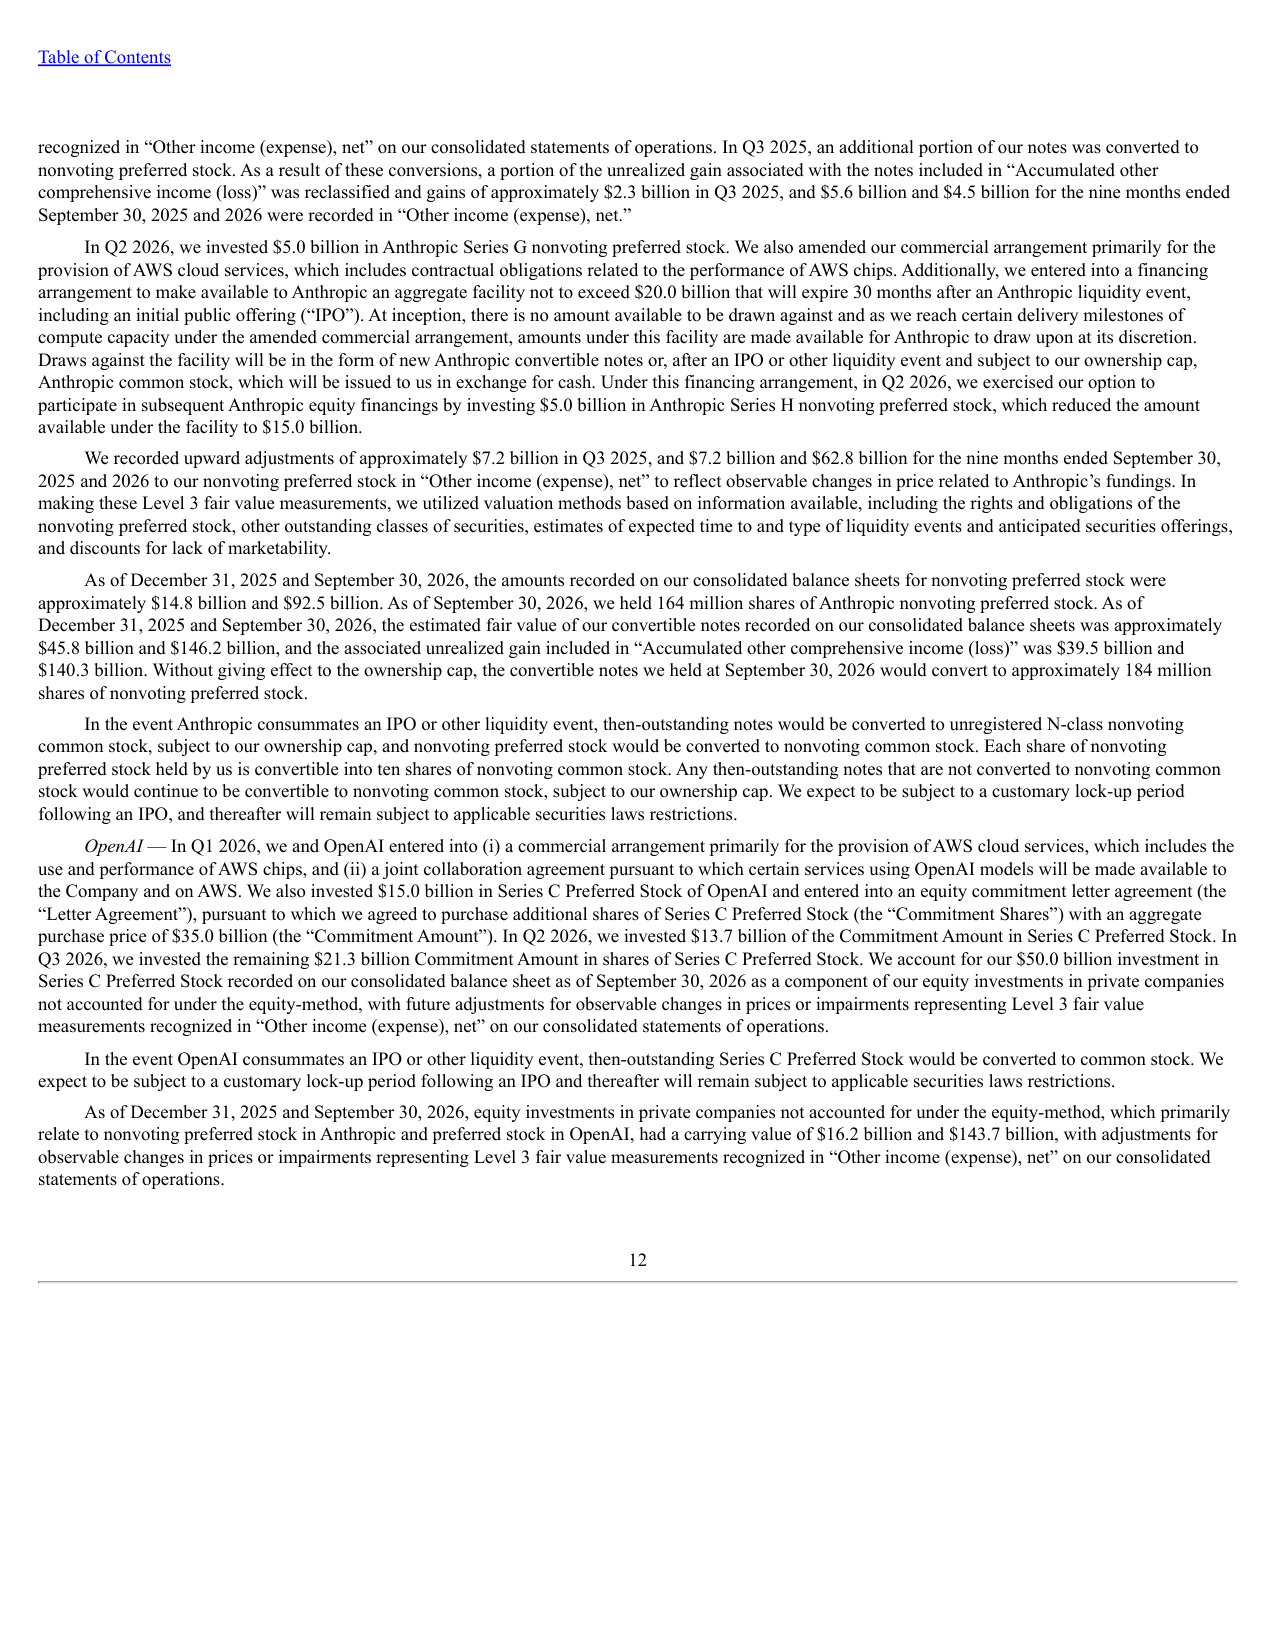 Table of Contents
recognized in “Other income (expense), net” on our consolidated statements of operations. In Q3 2025, an additional portion of our notes was converted to
nonvoting preferred stock. As a result of these conversions, a portion of the unrealized gain associated with the notes included in “Accumulated other
comprehensive income (loss)” was reclassified and gains of approximately $2.3 billion in Q3 2025, and $5.6 billion and $4.5 billion for the nine months ended
September 30, 2025 and 2026 were recorded in “Other income (expense), net.”
In Q2 2026, we invested $5.0 billion in Anthropic Series G nonvoting preferred stock. We also amended our commercial arrangement primarily for the
provision of AWS cloud services, which includes contractual obligations related to the performance of AWS chips. Additionally, we entered into a financing
arrangement to make available to Anthropic an aggregate facility not to exceed $20.0 billion that will expire 30 months after an Anthropic liquidity event,
including an initial public offering (“IPO”). At inception, there is no amount available to be drawn against and as we reach certain delivery milestones of
compute capacity under the amended commercial arrangement, amounts under this facility are made available for Anthropic to draw upon at its discretion.
Draws against the facility will be in the form of new Anthropic convertible notes or, after an IPO or other liquidity event and subject to our ownership cap,
Anthropic common stock, which will be issued to us in exchange for cash. Under this financing arrangement, in Q2 2026, we exercised our option to
participate in subsequent Anthropic equity financings by investing $5.0 billion in Anthropic Series H nonvoting preferred stock, which reduced the amount
available under the facility to $15.0 billion.
We recorded upward adjustments of approximately $7.2 billion in Q3 2025, and $7.2 billion and $62.8 billion for the nine months ended September 30,
2025 and 2026 to our nonvoting preferred stock in “Other income (expense), net” to reflect observable changes in price related to Anthropic’s fundings. In
making these Level 3 fair value measurements, we utilized valuation methods based on information available, including the rights and obligations of the
nonvoting preferred stock, other outstanding classes of securities, estimates of expected time to and type of liquidity events and anticipated securities offerings,
and discounts for lack of marketability.
As of December 31, 2025 and September 30, 2026, the amounts recorded on our consolidated balance sheets for nonvoting preferred stock were
approximately $14.8 billion and $92.5 billion. As of September 30, 2026, we held 164 million shares of Anthropic nonvoting preferred stock. As of
December 31, 2025 and September 30, 2026, the estimated fair value of our convertible notes recorded on our consolidated balance sheets was approximately
$45.8 billion and $146.2 billion, and the associated unrealized gain included in “Accumulated other comprehensive income (loss)” was $39.5 billion and
$140.3 billion. Without giving effect to the ownership cap, the convertible notes we held at September 30, 2026 would convert to approximately 184 million
shares of nonvoting preferred stock.
In the event Anthropic consummates an IPO or other liquidity event, then-outstanding notes would be converted to unregistered N-class nonvoting
common stock, subject to our ownership cap, and nonvoting preferred stock would be converted to nonvoting common stock. Each share of nonvoting
preferred stock held by us is convertible into ten shares of nonvoting common stock. Any then-outstanding notes that are not converted to nonvoting common
stock would continue to be convertible to nonvoting common stock, subject to our ownership cap. We expect to be subject to a customary lock-up period
following an IPO, and thereafter will remain subject to applicable securities laws restrictions.
OpenAI — In Q1 2026, we and OpenAI entered into (i) a commercial arrangement primarily for the provision of AWS cloud services, which includes the
use and performance of AWS chips, and (ii) a joint collaboration agreement pursuant to which certain services using OpenAI models will be made available to
the Company and on AWS. We also invested $15.0 billion in Series C Preferred Stock of OpenAI and entered into an equity commitment letter agreement (the
“Letter Agreement”), pursuant to which we agreed to purchase additional shares of Series C Preferred Stock (the “Commitment Shares”) with an aggregate
purchase price of $35.0 billion (the “Commitment Amount”). In Q2 2026, we invested $13.7 billion of the Commitment Amount in Series C Preferred Stock. In
Q3 2026, we invested the remaining $21.3 billion Commitment Amount in shares of Series C Preferred Stock. We account for our $50.0 billion investment in
Series C Preferred Stock recorded on our consolidated balance sheet as of September 30, 2026 as a component of our equity investments in private companies
not accounted for under the equity-method, with future adjustments for observable changes in prices or impairments representing Level 3 fair value
measurements recognized in “Other income (expense), net” on our consolidated statements of operations.
In the event OpenAI consummates an IPO or other liquidity event, then-outstanding Series C Preferred Stock would be converted to common stock. We
expect to be subject to a customary lock-up period following an IPO and thereafter will remain subject to applicable securities laws restrictions.
As of December 31, 2025 and September 30, 2026, equity investments in private companies not accounted for under the equity-method, which primarily
relate to nonvoting preferred stock in Anthropic and preferred stock in OpenAI, had a carrying value of $16.2 billion and $143.7 billion, with adjustments for
observable changes in prices or impairments representing Level 3 fair value measurements recognized in “Other income (expense), net” on our consolidated
statements of operations.
12